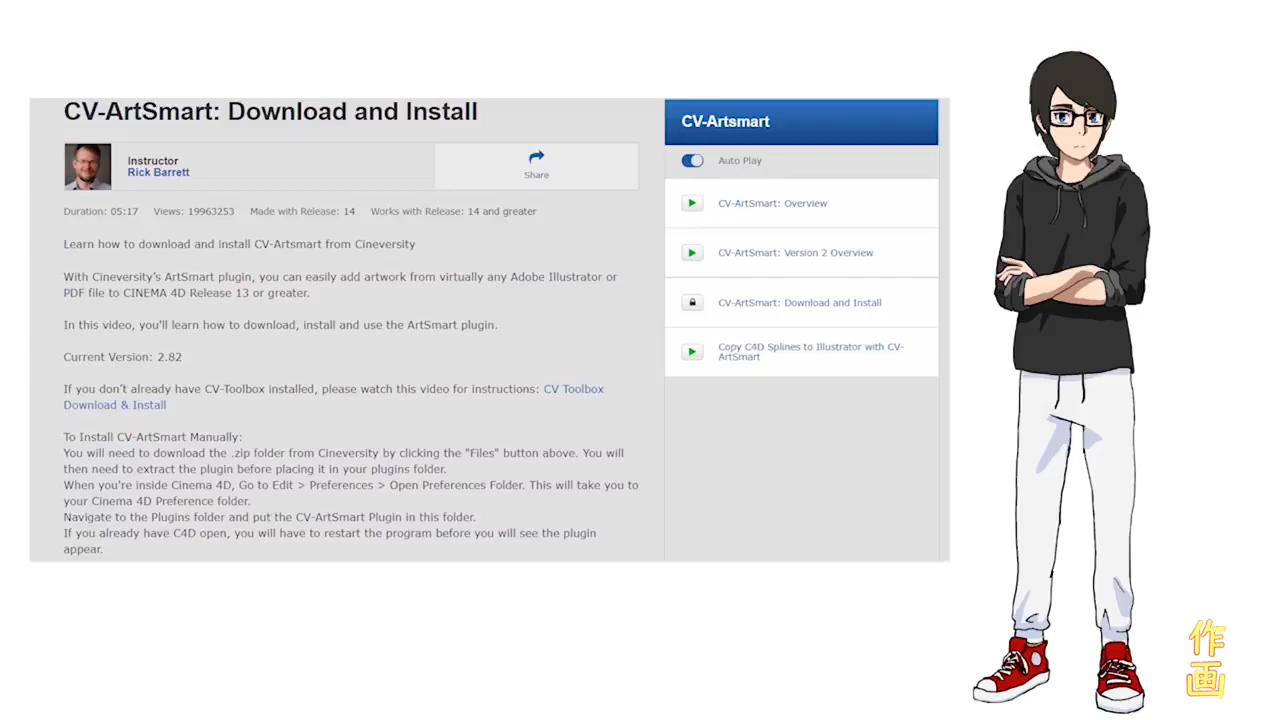 CV-ArtSmart: Download and Install
Instructor
Rick Barrett
Share
Duration: 05:17 Views: 19963253 Made with Release: 14 Works with Release: 14 and greater
Learn how to download and install CV-Artsmart from Cineversity
With Cineversity's ArtSmart plugin, you can easily add artwork from virtually any Adobe Illustrator or
PDF file to CINEMA 4D Release 13 or greater.
In this video, you'll learn how to download, install and use the ArtSmart plugin.
Current Version: 2.82
If you don't already have CV-Toolbox installed, please watch this video for instructions: CV Toolbox
Download & Install
To Install CV-ArtSmart Manually:
You will need to download the .zip folder from Cineversity by clicking the "Files" button above. You will
then need to extract the plugin before placing it in your plugins folder.
When you're inside Cinema 4D, Go to Edit > Preferences > Open Preferences Folder. This will take you to
your Cinema 4D Preference folder.
Navigate to the Plugins folder and put the CV-ArtSmart Plugin in this folder.
If you already have C4D open, you will have to restart the program before you will see the plugin
appear.
CV-Artsmart
Auto Play
CV-ArtSmart: Overview
CV-ArtSmart: Version 2 Overview
CV-ArtSmart: Download and Install
Copy C4D Splines to Illustrator with CV-
ArtSmart
作
画